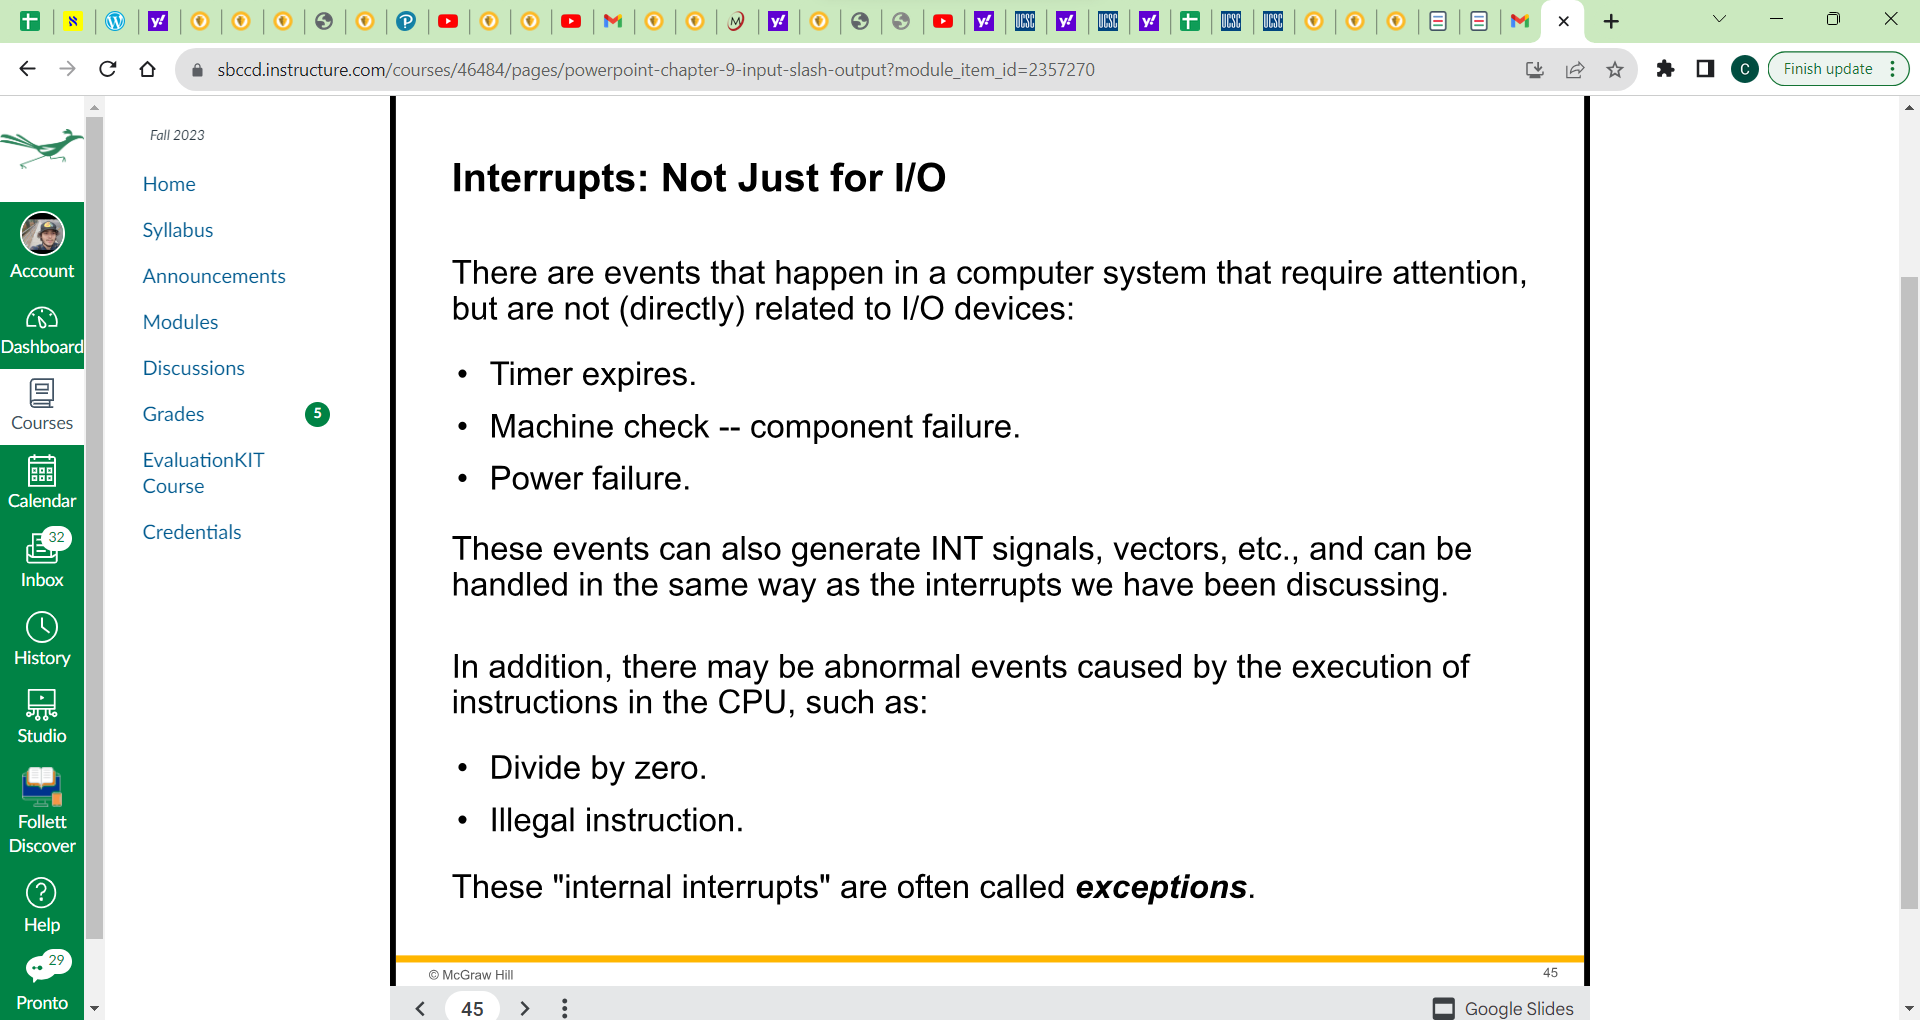 sbccd.instructure.com/courses/46484/pages/powerpoint-chapter-9-input-slash-output?module_item_id=2357270
C
Finish update
Account
Dashboard
Courses
Calendar
32
Inbox
History
Studio
Follett
Discover
Help
29
Pronto
Fall 2023
Home
Syllabus
Announcements
Modules
Discussions
Grades
5
EvaluationKIT
Course
Credentials
Interrupts: Not Just for I/O
There are events that happen in a computer system that require attention,
but are not (directly) related to I/O devices:
• Timer expires.
• Machine check -- component failure.
• Power failure.
These events can also generate INT signals, vectors, etc., and can be
handled in the same way as the interrupts we have been discussing.
In addition, there may be abnormal events caused by the execution of
instructions in the CPU, such as:
• Divide by zero.
• Illegal instruction.
These "internal interrupts" are often called exceptions.
© McGraw Hill
45
45
Google Slides